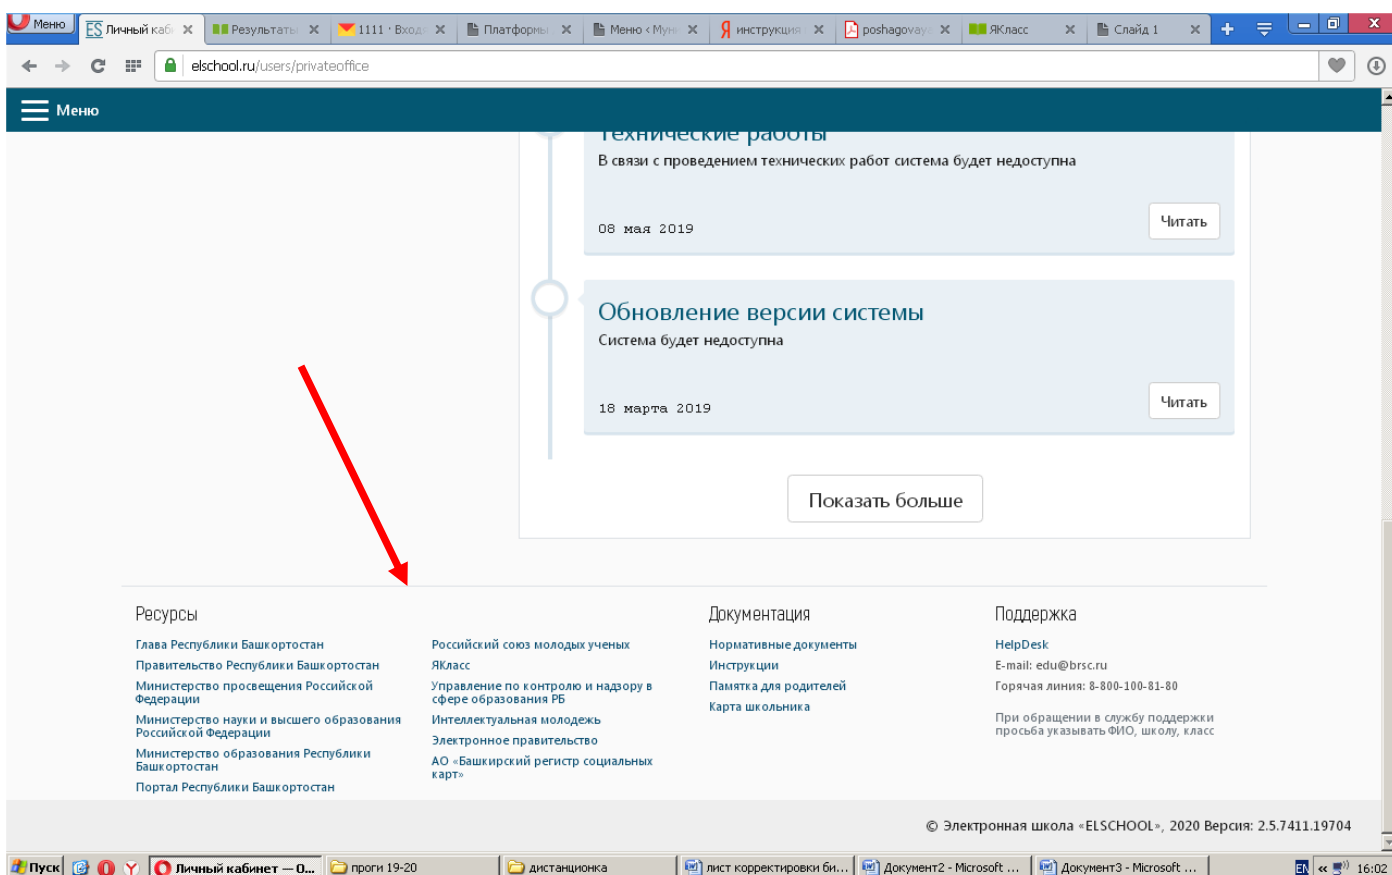 Меню
ES Личный каб
Результаты
1111 · Входя
Платформы
Меню ‹ Мун
Я инструкция
poshagovaya
ЯКласс
Слайд 1
elschool.ru/users/privateoffice
Меню
Технические работы
В связи с проведением технических работ система будет недоступна
08 мая 2019
Читать
Обновление версии системы
Система будет недоступна
18 марта 2019
Читать
Показать больше
Ресурсы
Глава Республики Башкортостан
Правительство Республики Башкортостан
Министерство просвещения Российской
Федерации
Министерство науки и высшего образования
Российской Федерации
Министерство образования Республики
Башкортостан
Портал Республики Башкортостан
Российский союз молодых ученых
ЯКласс
Управление по контролю и надзору в
сфере образования РБ
Интеллектуальная молодежь
Электронное правительство
АО «Башкирский регистр социальных
карт»
Документация
Нормативные документы
Инструкции
Памятка для родителей
Карта школьника
Поддержка
HelpDesk
E-mail: edu@brsc.ru
Горячая линия: 8-800-100-81-80
При обращении в службу поддержки
просьба указывать ФИО, школу, класс
© Электронная школа «ELSCHOOL», 2020 Версия: 2.5.7411.19704
Пуск
Личный кабинет — О...
проги 19-20
дистанционка
лист корректировки би...
Документ2 - Microsoft ...
Документ3 - Microsoft ...
EN
16:02